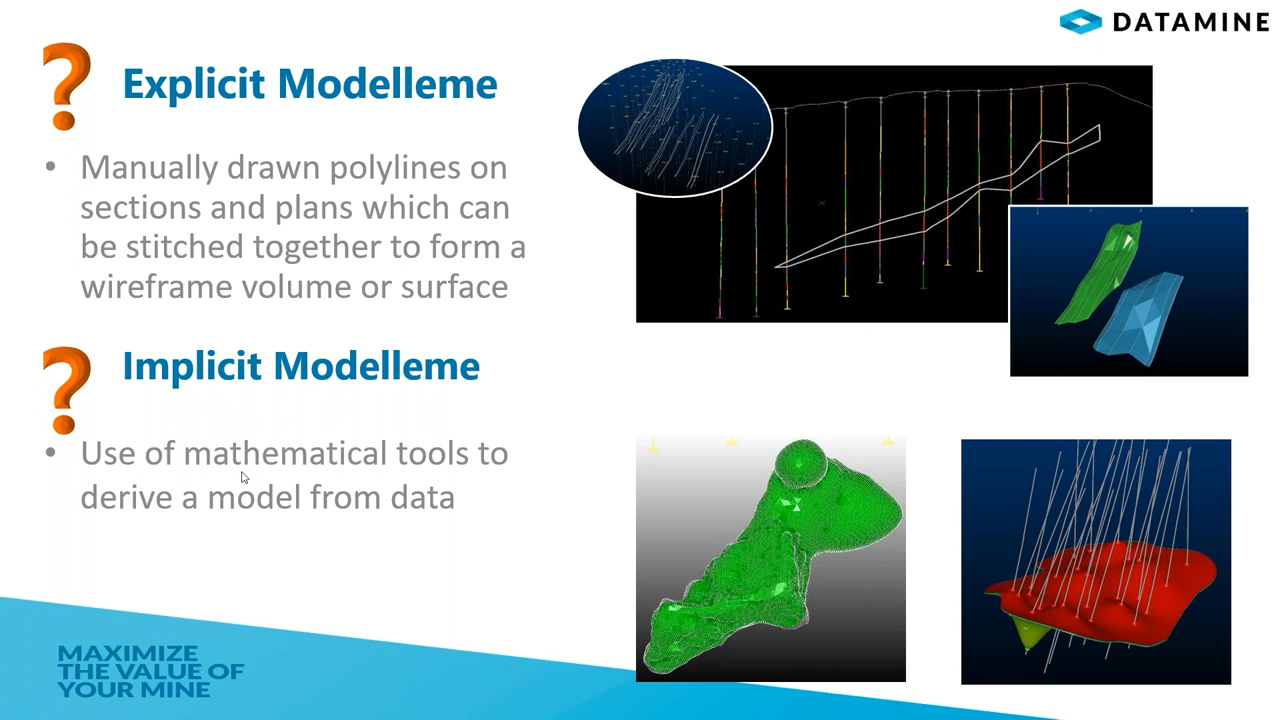 DATAMINE
Explicit Modelleme
• Manually drawn polylines on
sections and plans which can
be stitched together to form a
wireframe volume or surface
Implicit Modelleme
• Use of mathematical tools to
derive a model from data
MAXIMIZE
THE VALUE OF
YOUR MINE